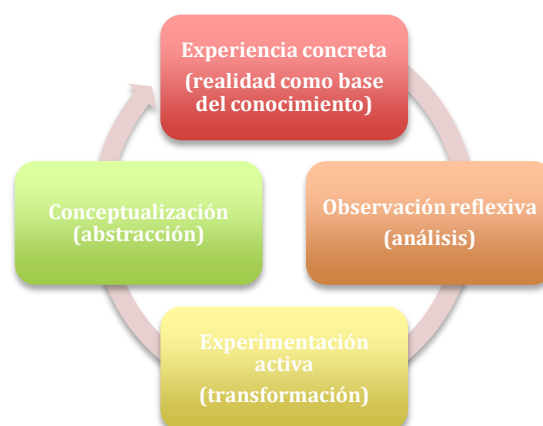 Experiencia concreta
(realidad como base
del conocimiento)
Observación reflexiva
(análisis)
Experimentación
activa
(transformación)
Conceptualización
(abstracción)